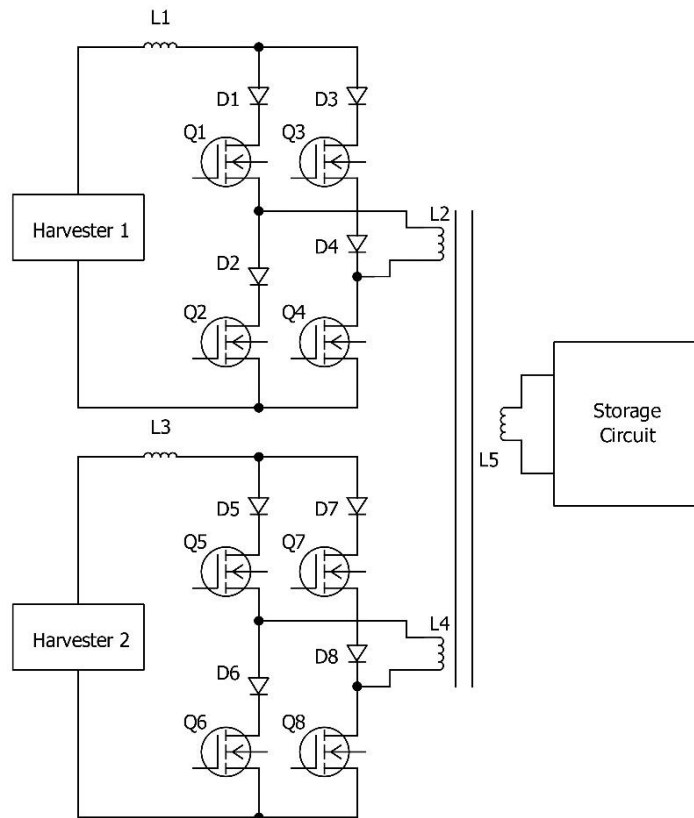 L1
D1
D3
Q1
Q3
L2
Harvester 1
D2
D4
Q2
Q4
Storage
Circuit
L3
L5
D5
D7
Q5
Q7
L4
Harvester 2
D6
D8
Q6
Q8